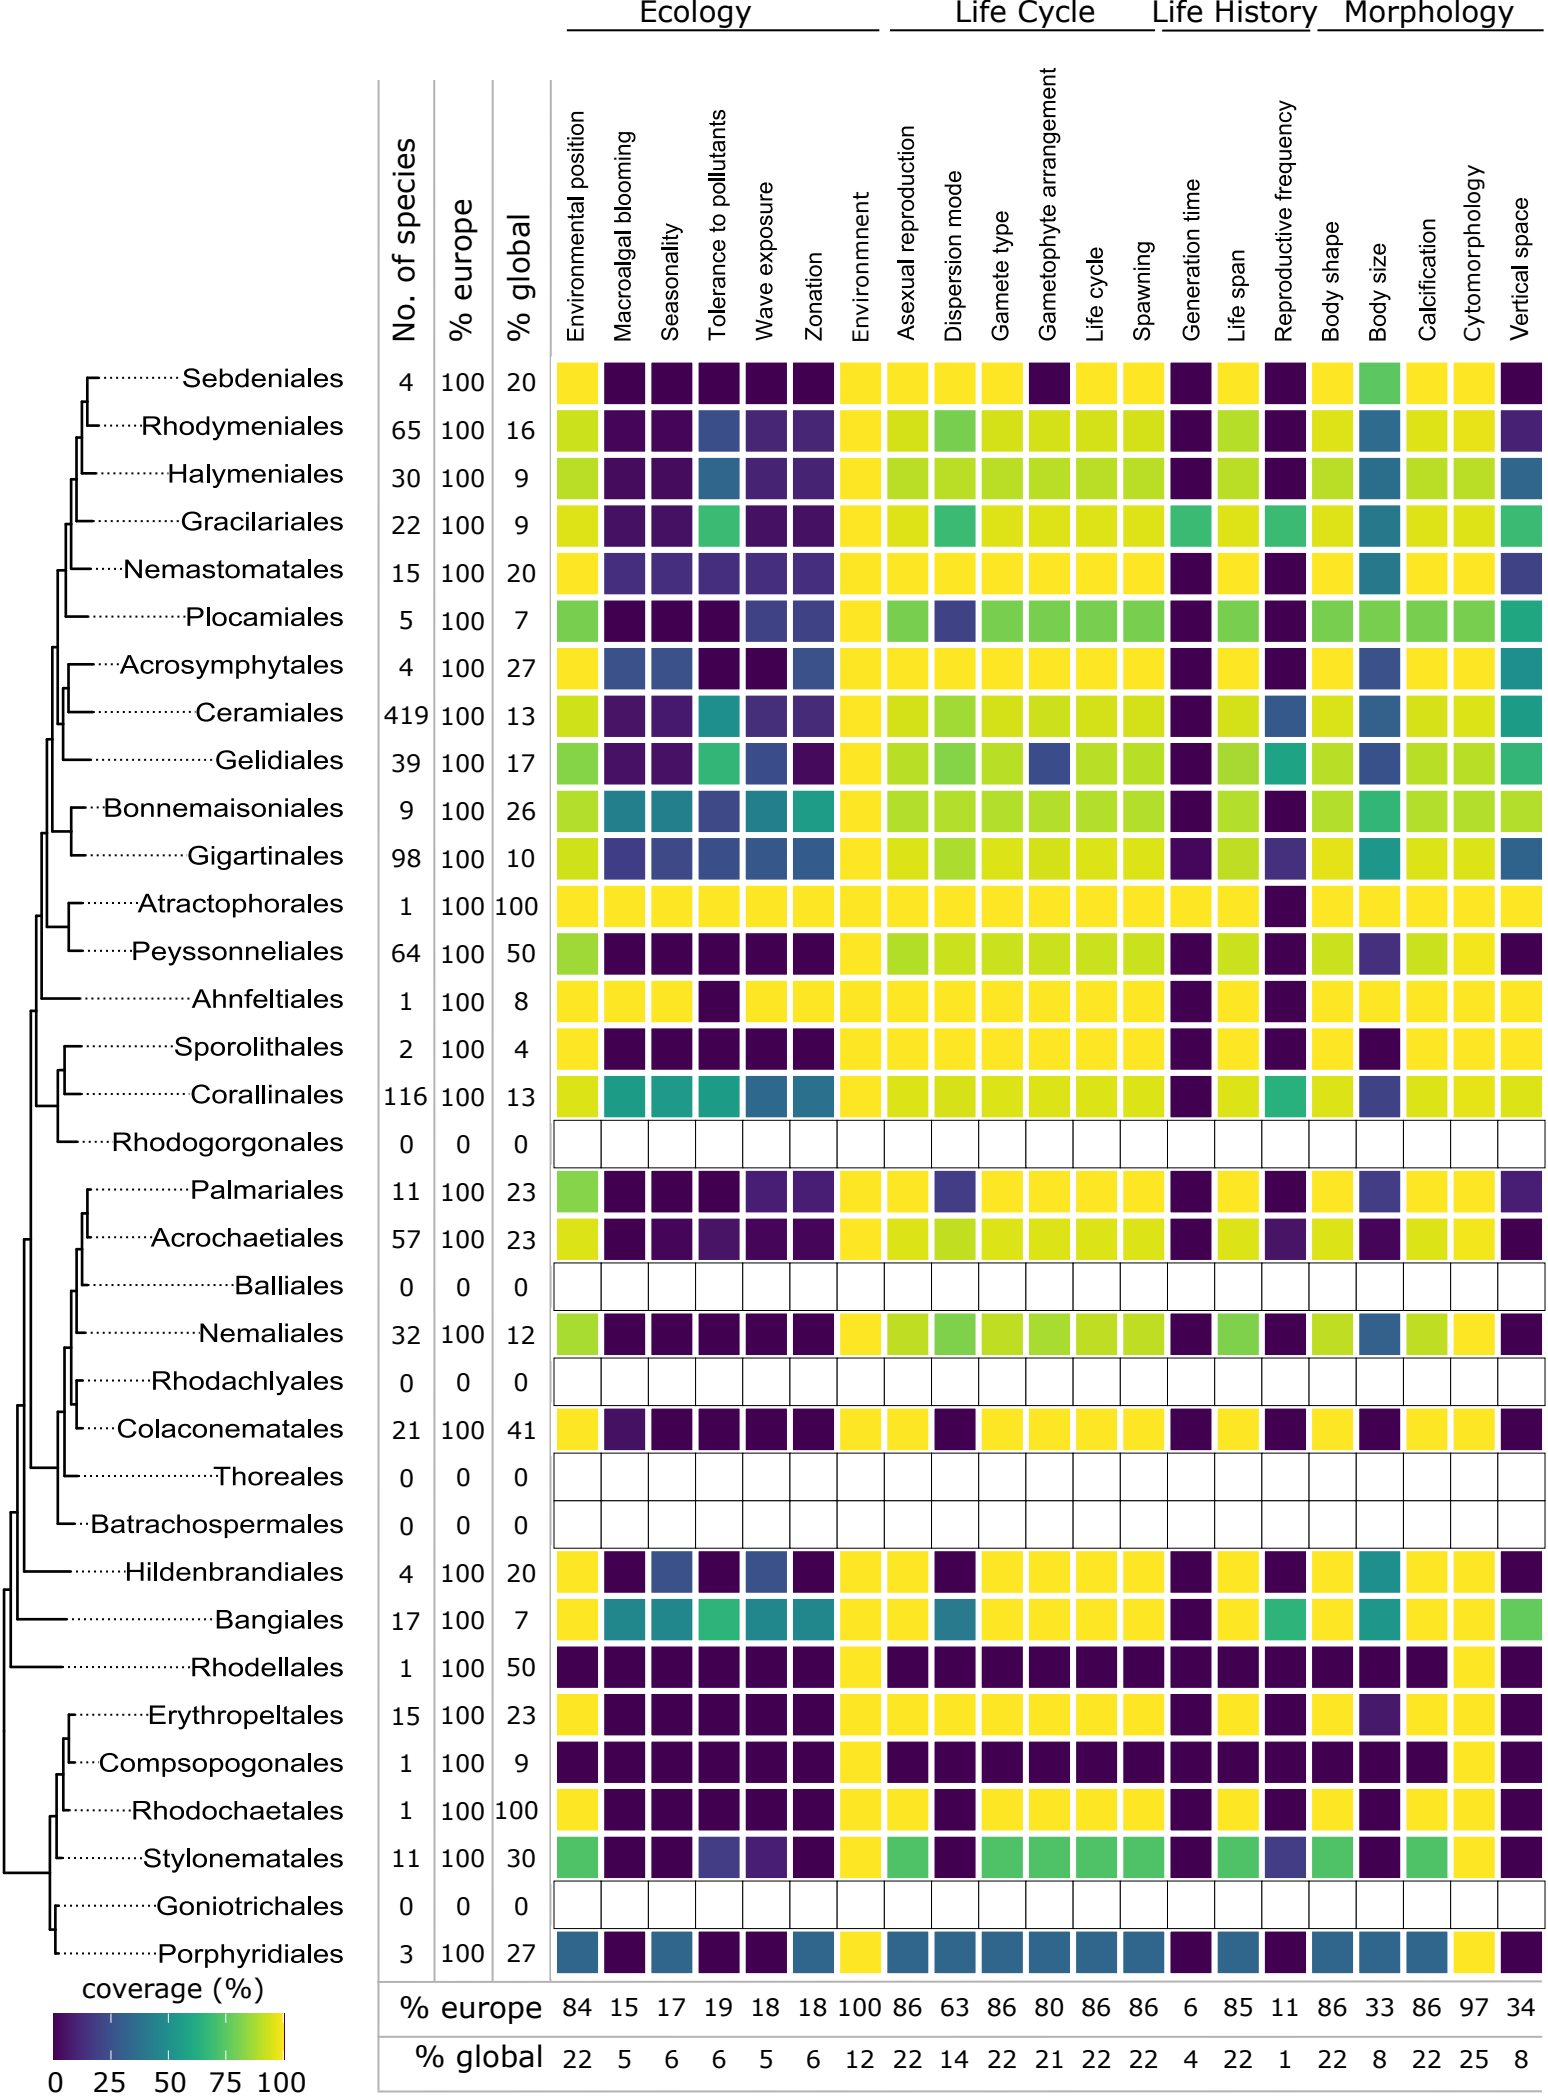 Ecology Life Cycle Life History Morphology
No. of species
% europe
% global
Environmental position
Macroalgal blooming
Seasonality
Tolerance to pollutants
Wave exposure
Zonation
Environmnent
Asexual reproduction
Dispersion mode
Gamete type
Gametophyte arrangement
Life cycle
Spawning
Generation time
Life span
Reproductive frequency
Body shape
Body size
Calcification
Cytomorphology
Vertical space
Sebdeniales 4 100 20
Rhodymeniales 65 100 16
Halymeniales 30 100 9
Gracilariales 22 100 9
Nemastomatales 15 100 20
Plocamiales 5 100 7
Acrosymphytales 4 100 27
Ceramiales 419 100 13
Gelidiales 39 100 17
Bonnemaisoniales 9 100 26
Gigartinales 98 100 10
Atractophorales 1 100 100
Peyssonneliales 64 100 50
Ahnfeltiales 1 100 8
Sporolithales 2 100 4
Corallinales 116 100 13
Rhodogorgonales 0 0 0
Palmariales 11 100 23
Acrochaetiales 57 100 23
Balliales 0 0 0
Nemaliales 32 100 12
Rhodachlyales 0 0 0
Colaconematales 21 100 41
Thoreales 0 0 0
Batrachospermales 0 0 0
Hildenbrandiales 4 100 20
Bangiales 17 100 7
Rhodellales 1 100 50
Erythropeltales 15 100 23
Compsopogonales 1 100 9
Rhodochaetales 1 100 100
Stylonematales 11 100 30
Goniotrichales 0 0 0
Porphyridiales 3 100 27
% europe 84 15 17 19 18 18 100 86 63 86 80 86 86 6 85 11 86 33 86 97 34
% global 22 5 6 6 5 6 12 22 14 22 21 22 22 4 22 1 22 8 22 25 8
coverage (%)
0 25 50 75 100